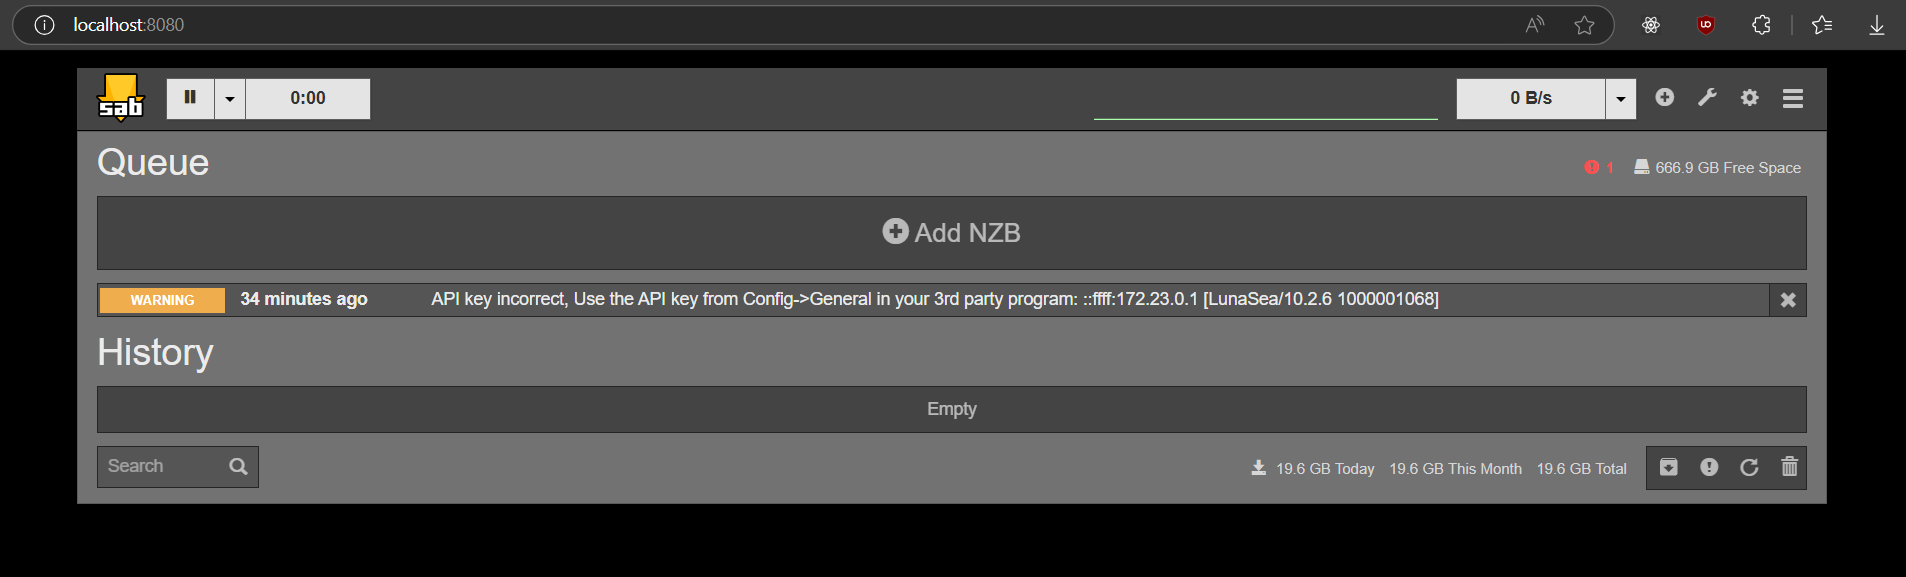 localhost:8080
sab
0:00
0 B/s
Queue
1
666.9 GB Free Space
Add NZB
WARNING
34 minutes ago
API key incorrect, Use the API key from Config->General in your 3rd party program: ::ffff:172.23.0.1 [LunaSea/10.2.6 1000001068]
History
Empty
Search
19.6 GB Today
19.6 GB This Month
19.6 GB Total